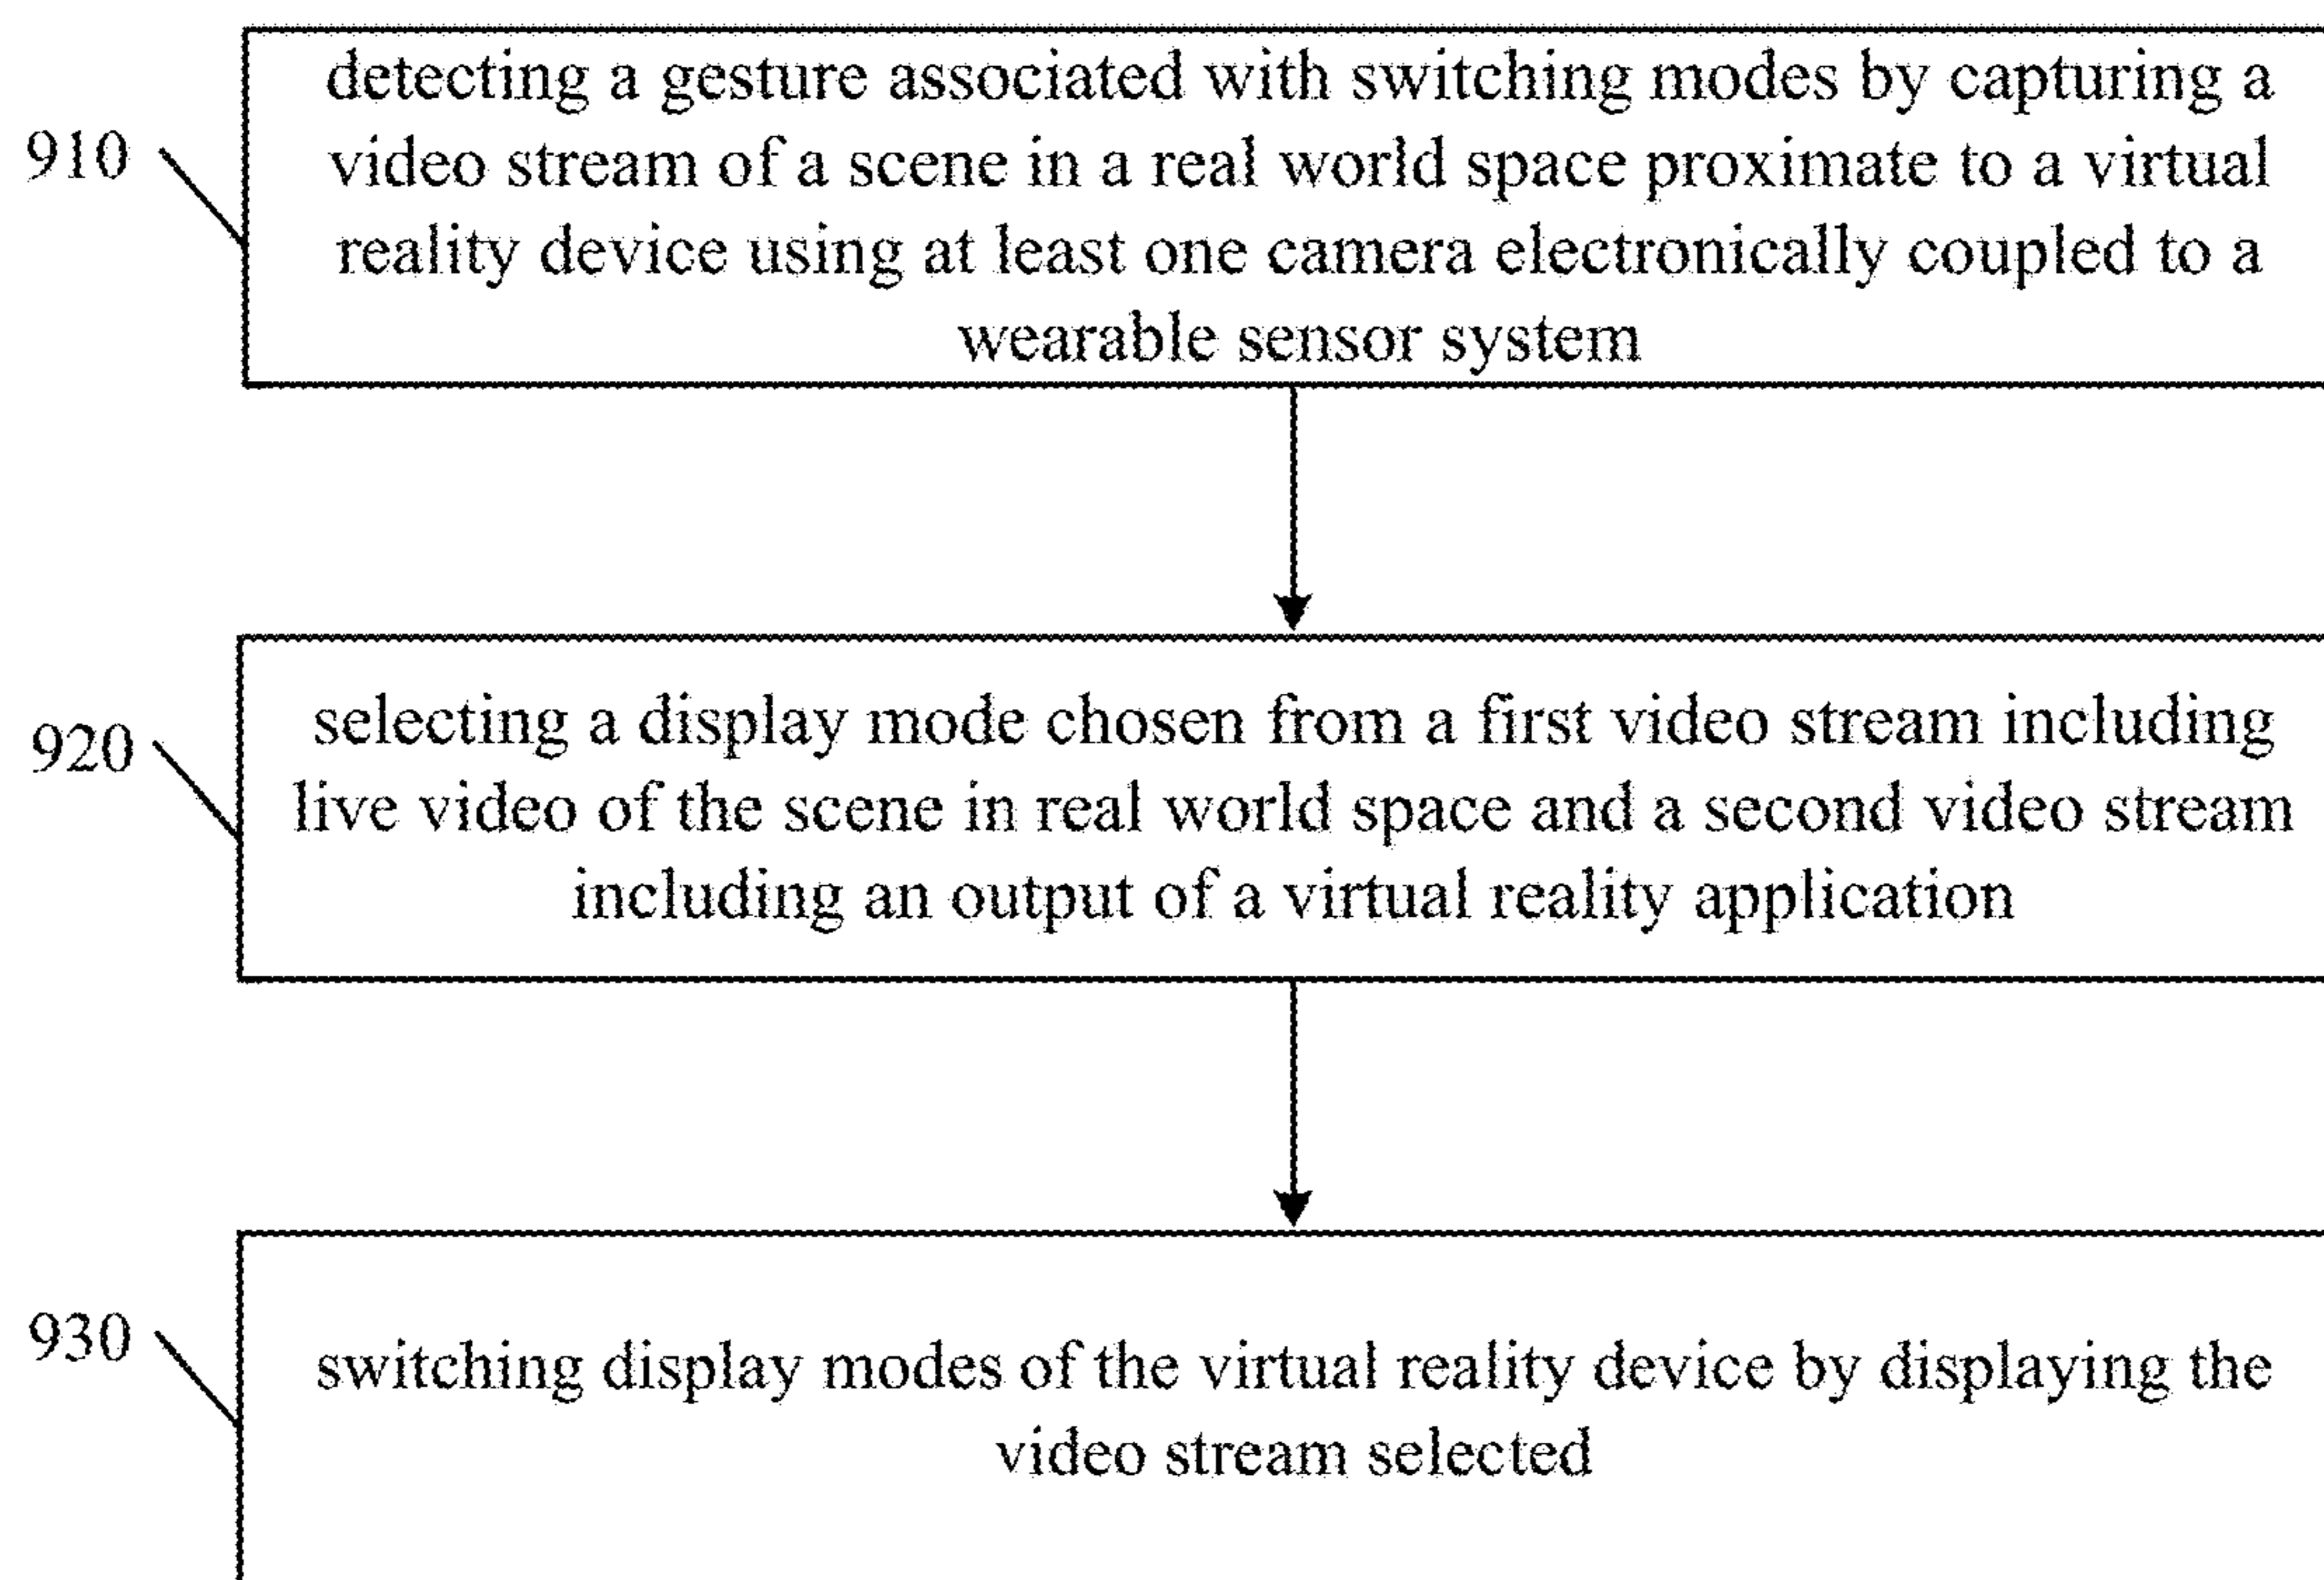 detecting a gesture associated with switching modes by capturing a
910
video stream of a scene in a real world space proximate to a virtual
reality device using at least one camera electronically coupled to a
wearable sensor system
selecting a display mode chosen from a first video stream including
920
live video of the scene in real world space and a second video stream
including an output of a virtual reality application
930
switching display modes of the virtual reality device by displaying the
video stream selected